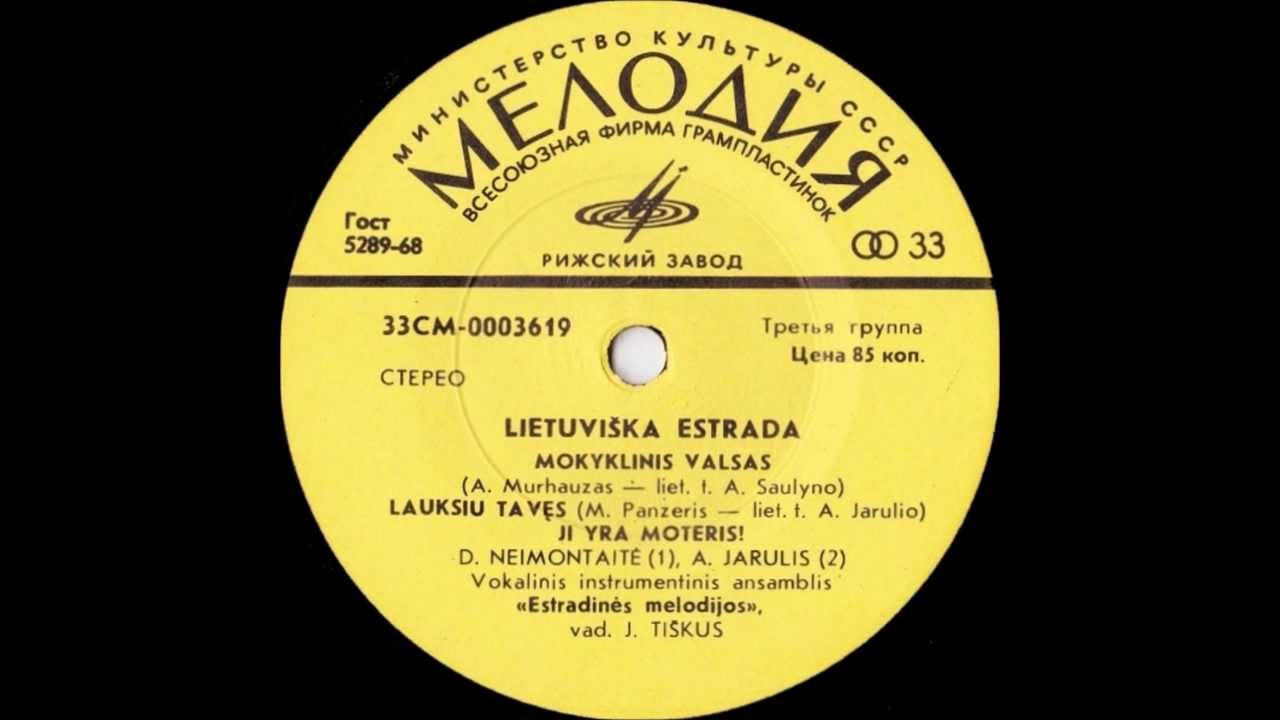 МИНИСТЕРСТВО КУЛЬТУРЫ СССР
МЕЛОДИЯ
ВСЕСОЮЗНАЯ ФИРМА ГРАМПЛАСТИНОК
Гост
5289-68
33
РИЖСКИЙ ЗАВОД
33СМ-0003619
Третья группа
Цена 85 коп.
СТЕРЕО
LIETUVIŠKA ESTRADA
MOKYKLINIS VALSAS
(A. Murhauzas — liet. t. A. Saulyno)
LAUKSIU TAVĘS (M. Panzeris — liet. t. A. Jarulio)
JI YRA MOTERIS!
D. NEIMONTAITĖ (1), A. JARULIS (2)
Vokalinis instrumentinis ansamblis
«Estradinės melodijos»,
vad. J. TIŠKUS